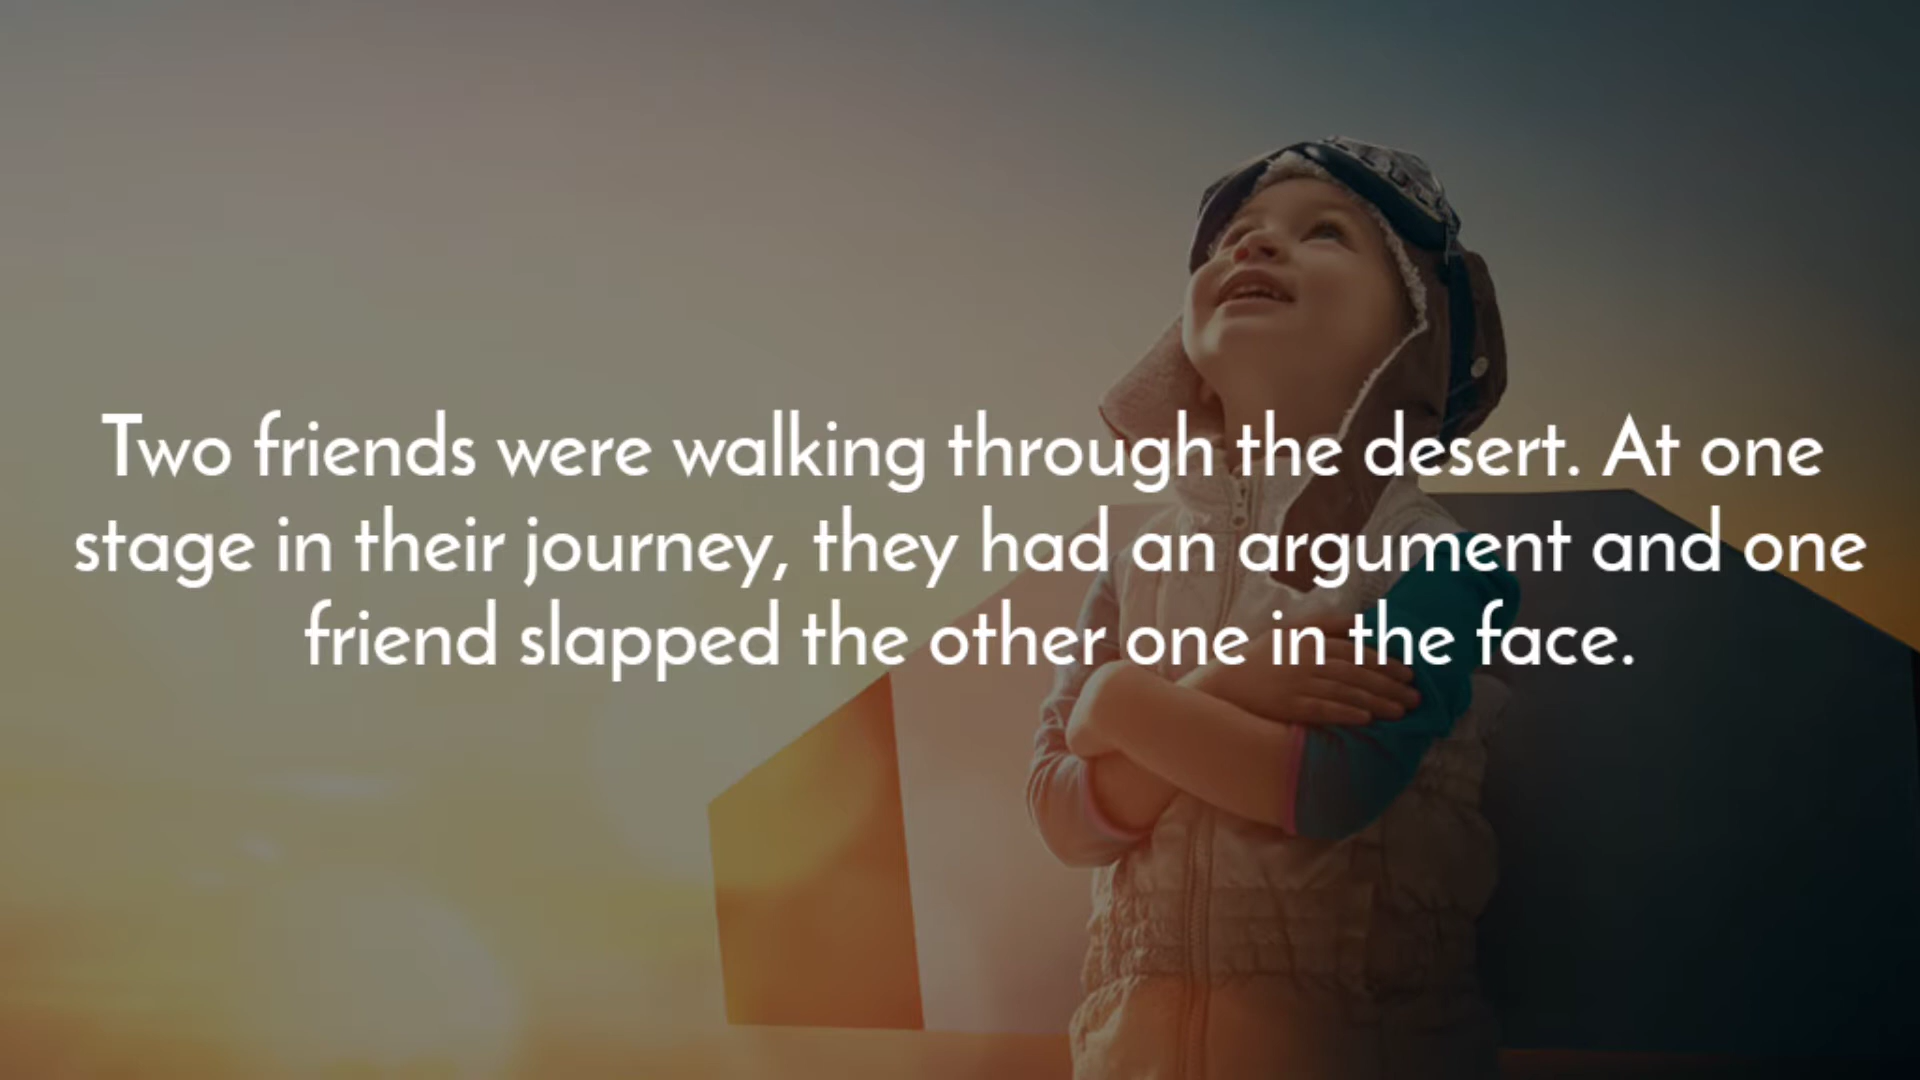 Two friends were walking through the desert. At one
stage in their journey, they had an argument and one
friend slapped the other one in the face.